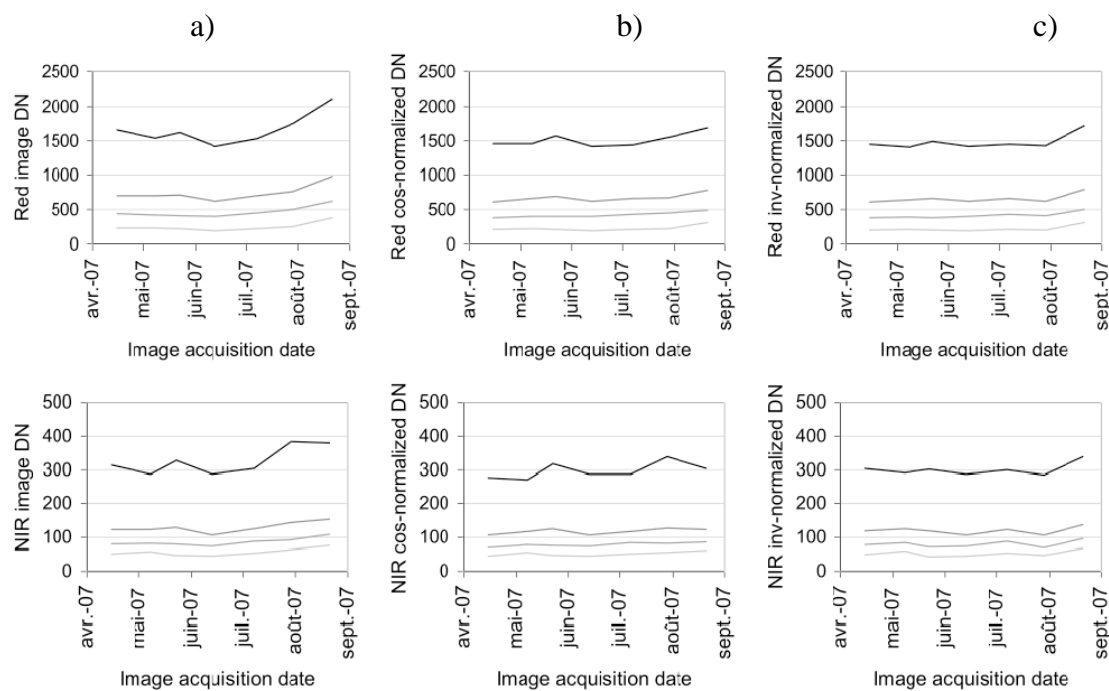 a)
b)
c)
Red image DN
2500
2000
1500
1000
500
0
avr.-07
mai-07
juin-07
juil.-07
août-07
sept.-07
Image acquisition date
Red cos-normalized DN
2500
2000
1500
1000
500
0
avr.-07
mai-07
juin-07
juil.-07
août-07
sept.-07
Image acquisition date
Red inv-normalized DN
2500
2000
1500
1000
500
0
avr.-07
mai-07
juin-07
juil.-07
août-07
sept.-07
Image acquisition date
NIR image DN
500
400
300
200
100
0
avr.-07
mai-07
juin-07
juil.-07
août-07
sept.-07
Image acquisition date
NIR cos-normalized DN
500
400
300
200
100
0
avr.-07
mai-07
juin-07
juil.-07
août-07
sept.-07
Image acquisition date
NIR inv-normalized DN
500
400
300
200
100
0
avr.-07
mai-07
juin-07
juil.-07
août-07
sept.-07
Image acquisition date